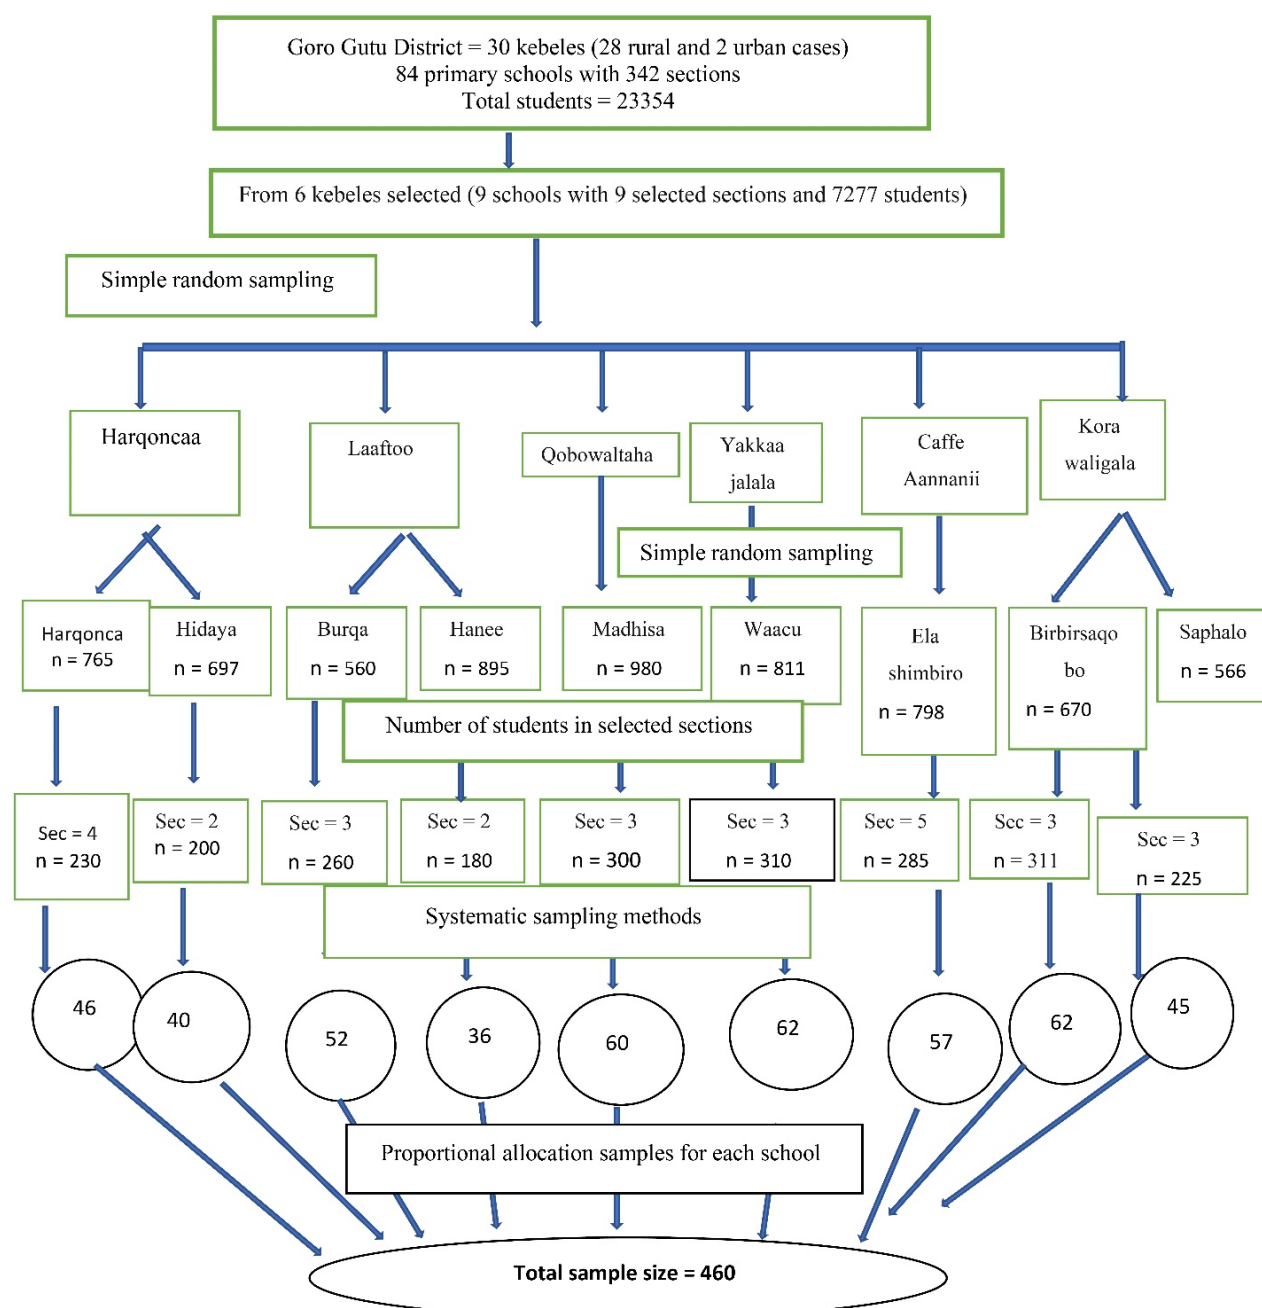 Goro Gutu District = 30 kebeles (28 rural and 2 urban cases)
84 primary schools with 342 sections
Total students = 23354
From 6 kebeles selected (9 schools with 9 selected sections and 7277 students)
Simple random sampling
Harqoncaa
Laaftoo
Qobowaltaha
Yakkaa
jalala
Caffe
Aannanii
Kora
waligala
Simple random sampling
Harqonca
n = 765
Hidaya
n = 697
Burqa
n = 560
Hanee
n = 895
Madhisa
n = 980
Waacu
n = 811
Ela
shimbiro
n = 798
Birbirsaqo
bo
n = 670
Saphalo
n = 566
Number of students in selected sections
Sec = 4
n = 230
Sec = 2
n = 200
Sec = 3
n = 260
Sec = 2
n = 180
Sec = 3
n = 300
Sec = 3
n = 310
Sec = 5
n = 285
Scc = 3
n = 311
Sec = 3
n = 225
Systematic sampling methods
46
40
52
36
60
62
57
62
45
Proportional allocation samples for each school
Total sample size = 460